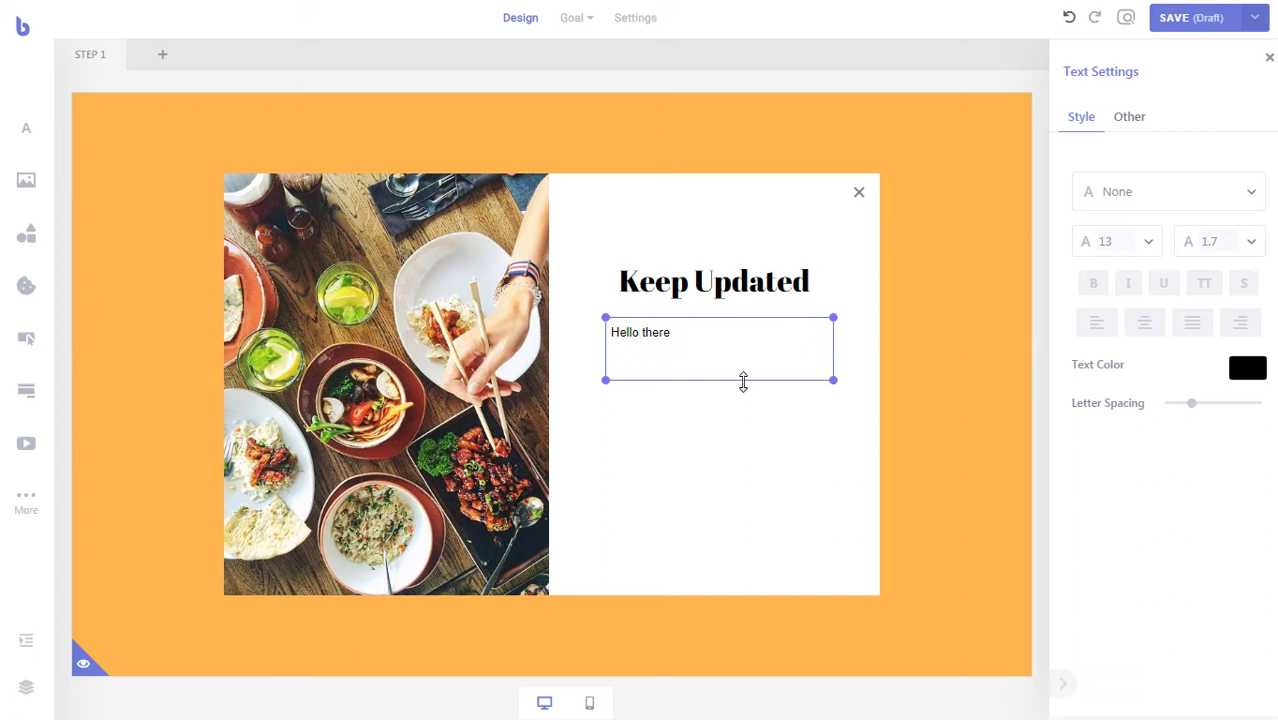 Design
Goal
Settings
SAVE (Draft)
STEP 1
+
Text Settings
Style
Other
A None
A 13
A 1.7
B I U TT S
Text Color
Letter Spacing
A
More
Keep Updated
Hello there